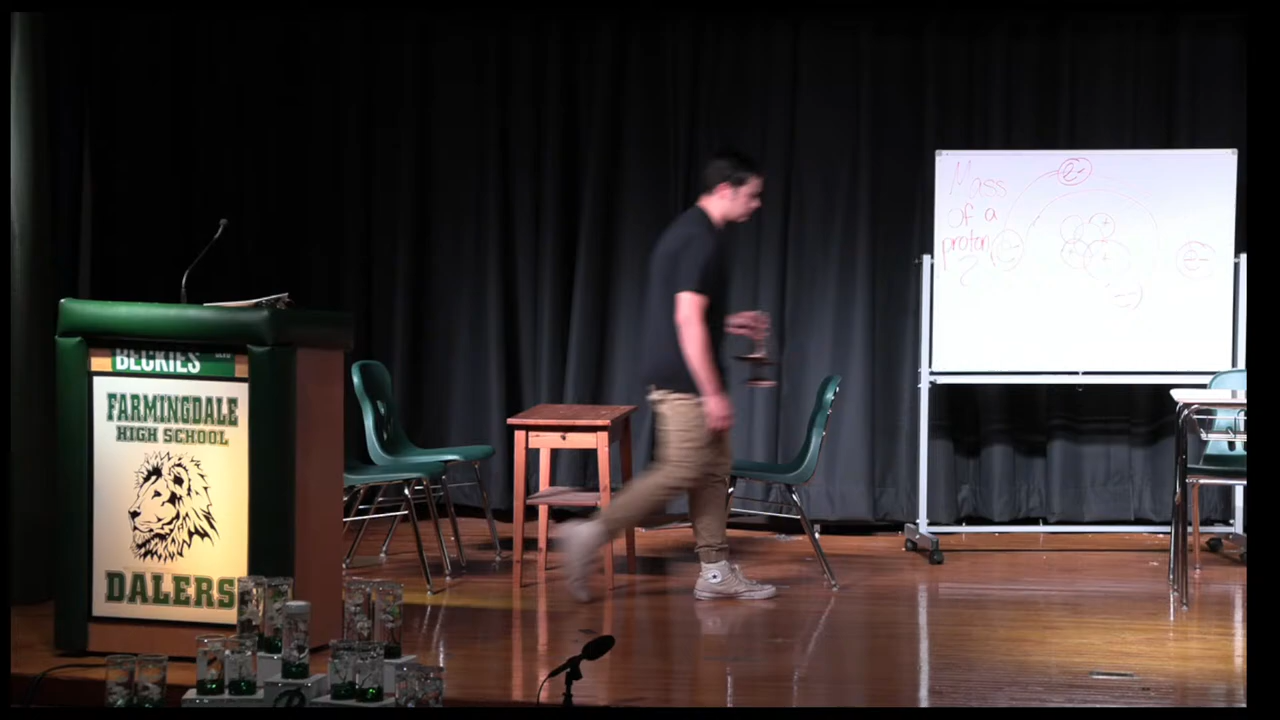 BECKIES
FARMINGDALE
HIGH SCHOOL
DALERS
Mass
of a
proton
?
e-
e-
+
+